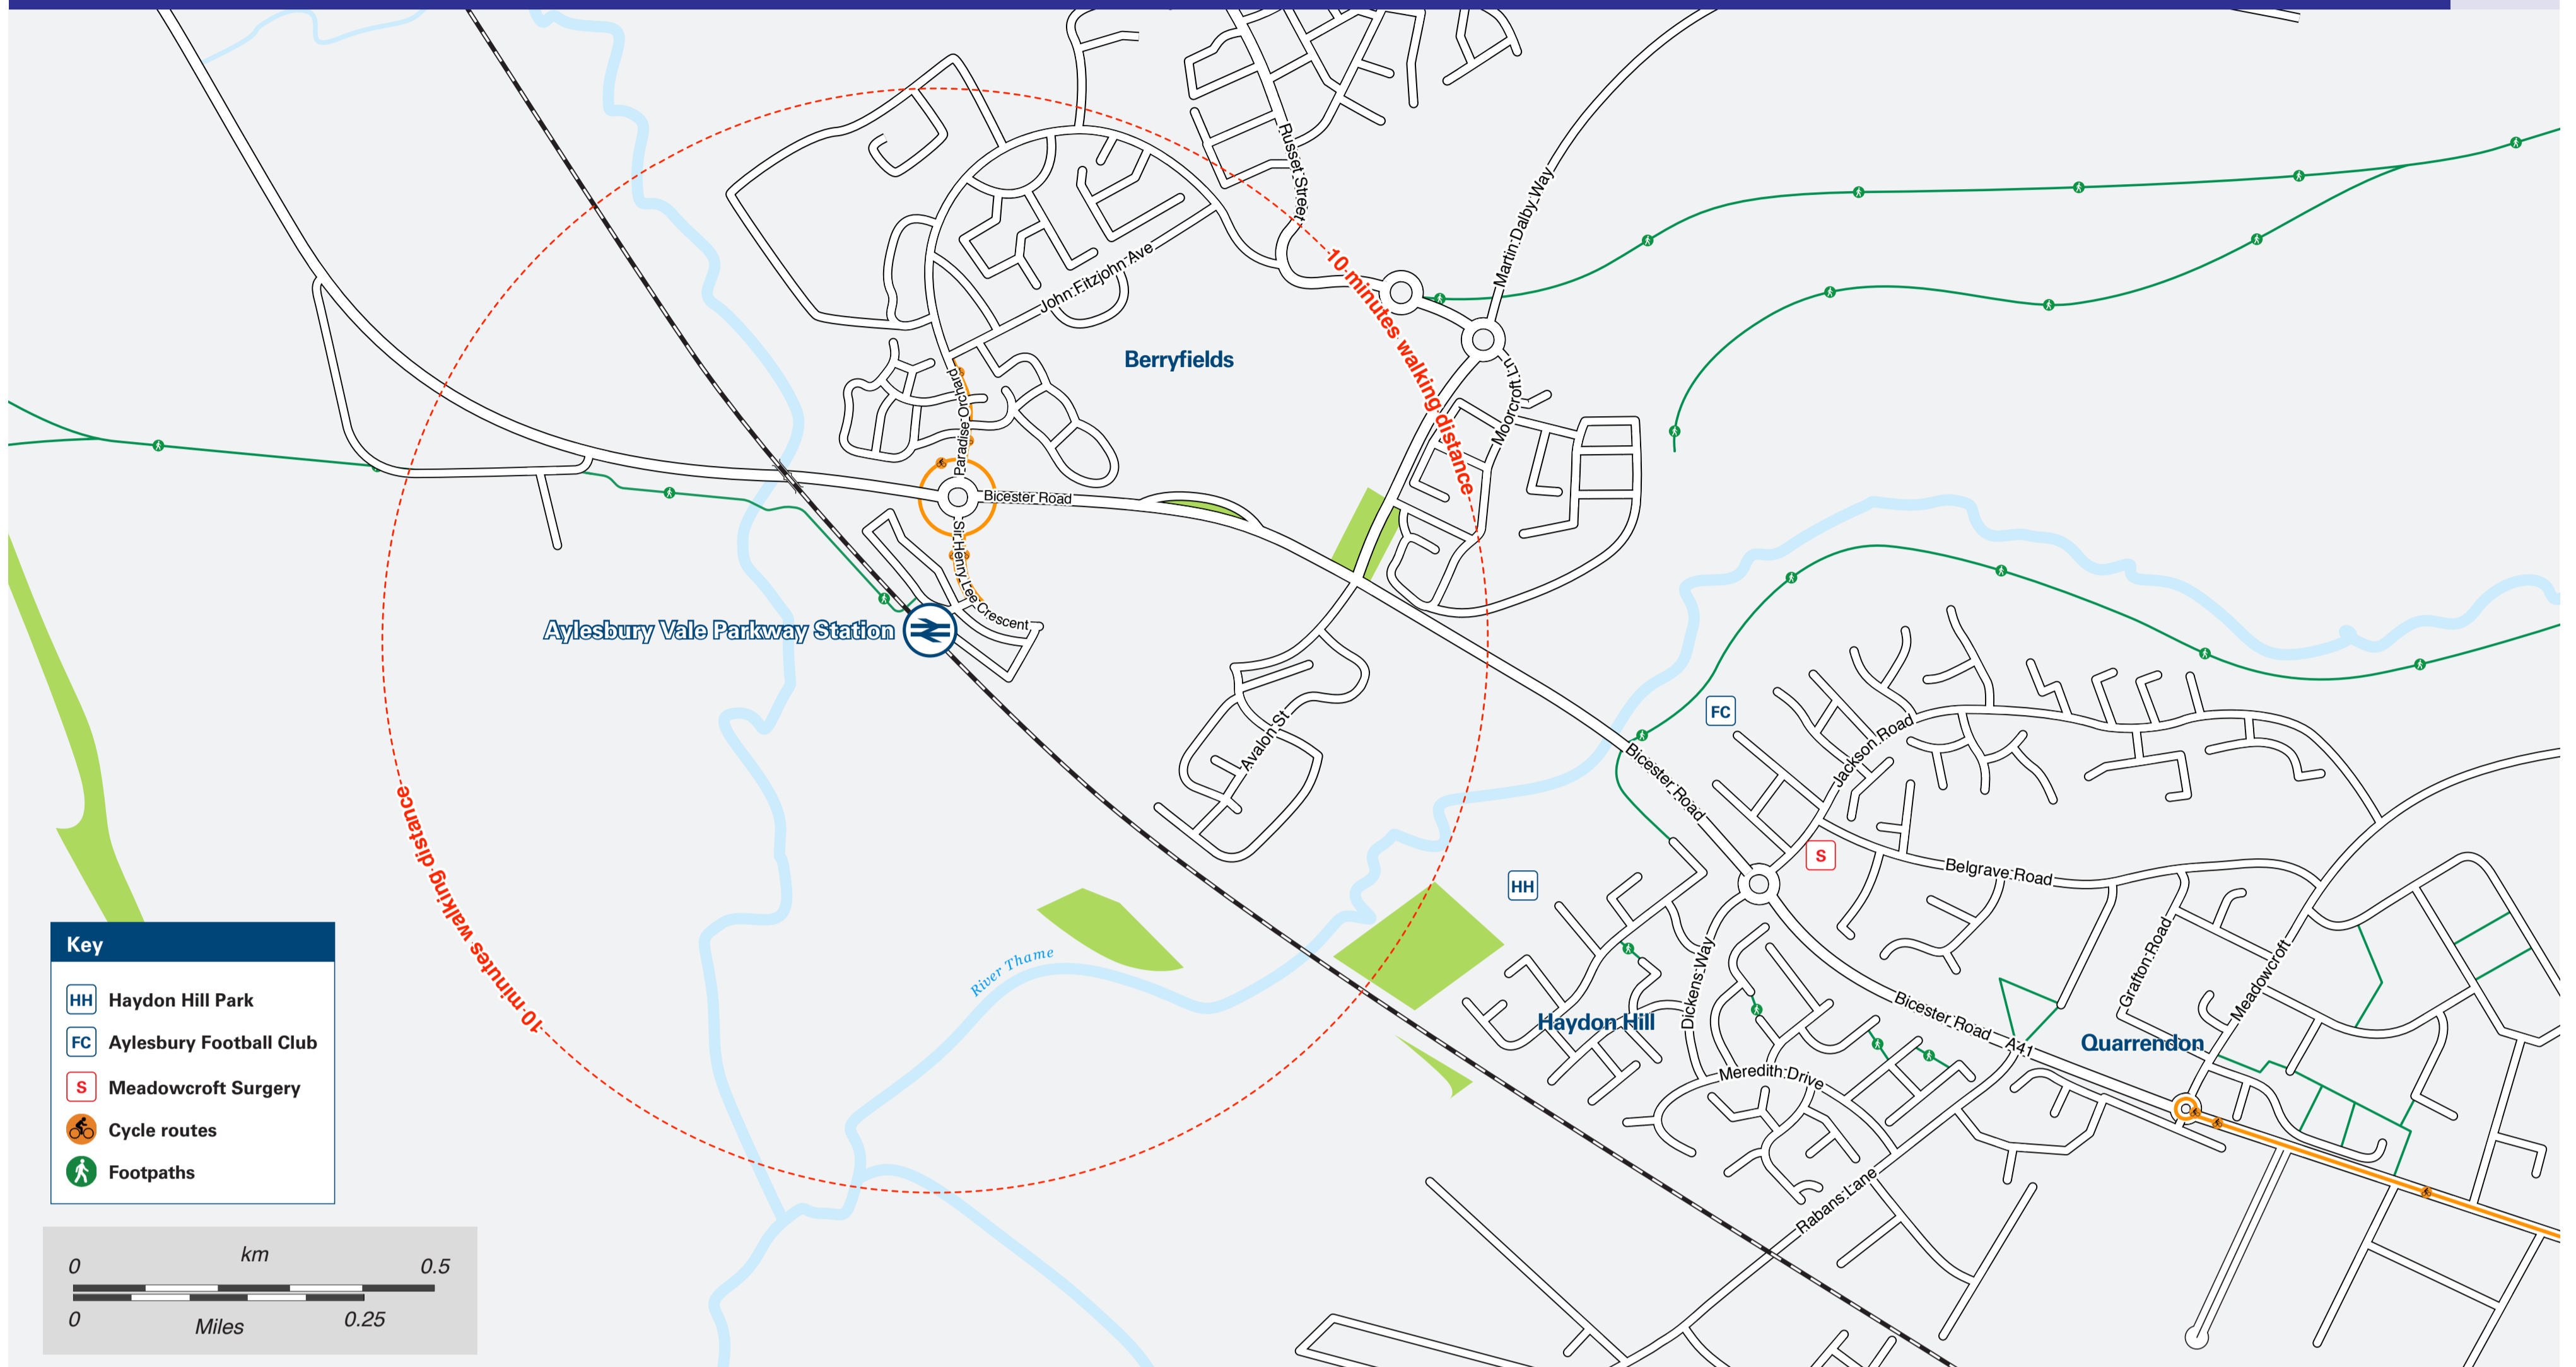 Russet Street
Martin Dalby Way
10 minutes walking distance
John Fitzjohn Ave
Berryfields
Moorcroft Ln
Paradise Orchard
Bicester Road
Sir Henry Lee Crescent
Aylesbury Vale Parkway Station
FC
Avalon St
Bicester Road
Jackson Road
S
Belgrave Road
HH
10 minutes walking distance
River Thame
Dickens Way
Haydon Hill
Grafton Road
Meadowcroft
Bicester Road
A41
Quarrendon
Meredith Drive
Rabans Lane
Key
HH Haydon Hill Park
FC Aylesbury Football Club
S Meadowcroft Surgery
Cycle routes
Footpaths
km
0 0.5
0 0.25
Miles